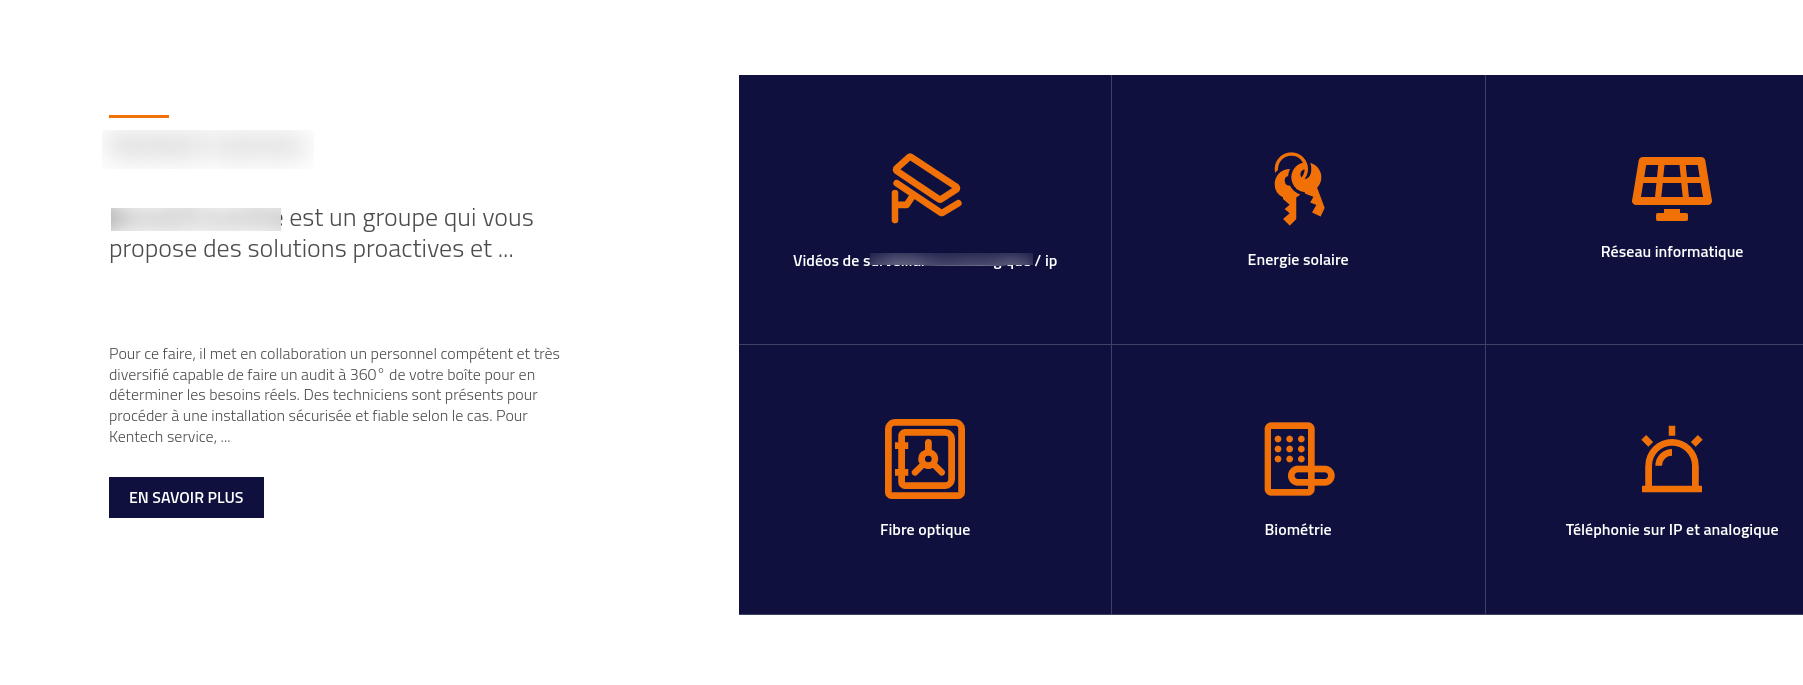 est un groupe qui vous
propose des solutions proactives et ...
Pour ce faire, il met en collaboration un personnel compétent et très
diversifié capable de faire un audit à 360° de votre boîte pour en
déterminer les besoins réels. Des techniciens sont présents pour
procéder à une installation sécurisée et fiable selon le cas. Pour
Kentech service, ...
EN SAVOIR PLUS
Vidéos de / ip
Energie solaire
Réseau informatique
Fibre optique
Biométrie
Téléphonie sur IP et analogique